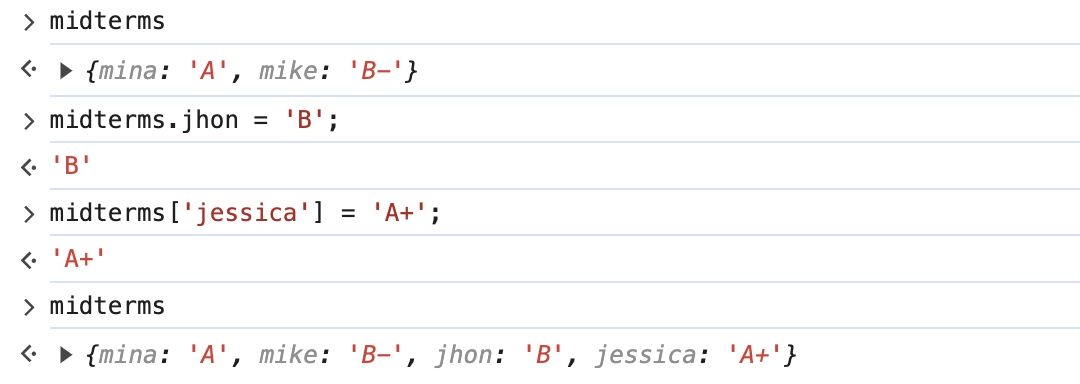 > midterms
<· ▶ {mina: 'A', mike: 'B–'}
> midterms.jhon = 'B';
<· 'B'
> midterms['jessica'] = 'A+';
<· 'A+'
> midterms
<· ▶ {mina: 'A', mike: 'B–', jhon: 'B', jessica: 'A+'}